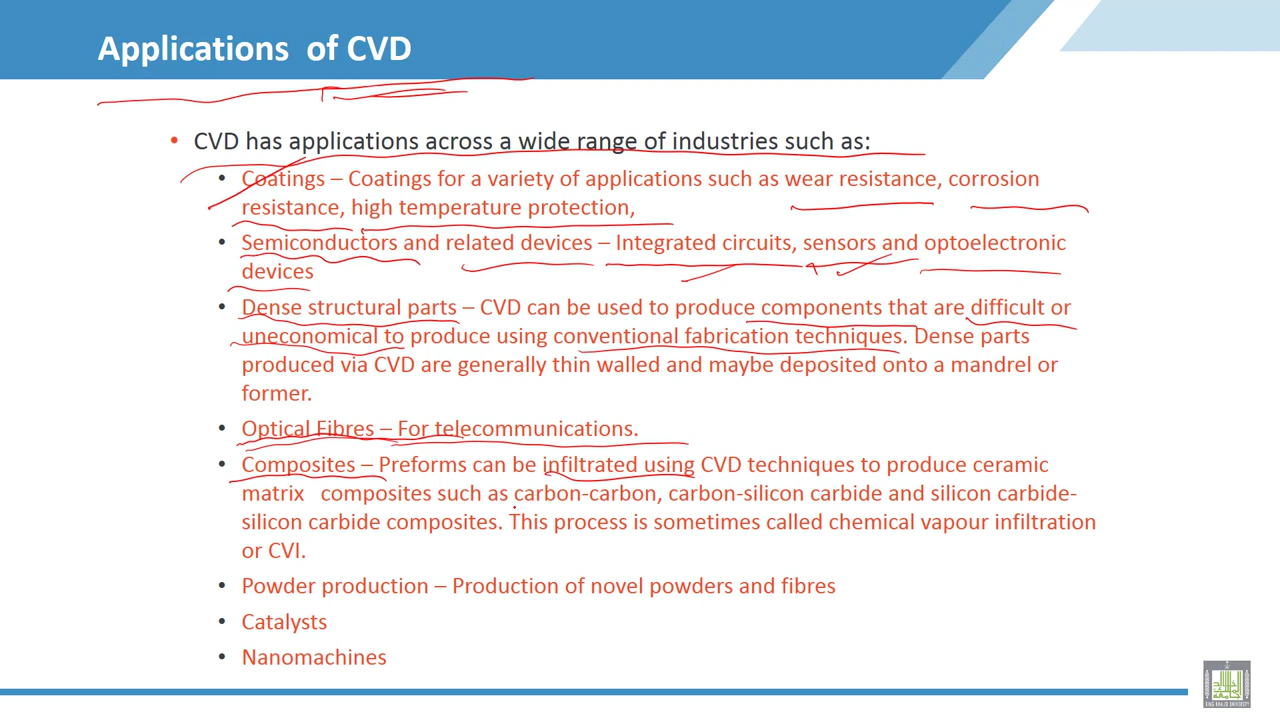 Applications of CVD
• CVD has applications across a wide range of industries such as:
• Coatings – Coatings for a variety of applications such as wear resistance, corrosion
resistance, high temperature protection,
• Semiconductors and related devices – Integrated circuits, sensors and optoelectronic
devices
• Dense structural parts – CVD can be used to produce components that are difficult or
uneconomical to produce using conventional fabrication techniques. Dense parts
produced via CVD are generally thin walled and maybe deposited onto a mandrel or
former.
• Optical Fibres – For telecommunications.
• Composites – Preforms can be infiltrated using CVD techniques to produce ceramic
matrix composites such as carbon-carbon, carbon-silicon carbide and silicon carbide-
silicon carbide composites. This process is sometimes called chemical vapour infiltration
or CVI.
• Powder production – Production of novel powders and fibres
• Catalysts
• Nanomachines
KING KHALID UNIVERSITY